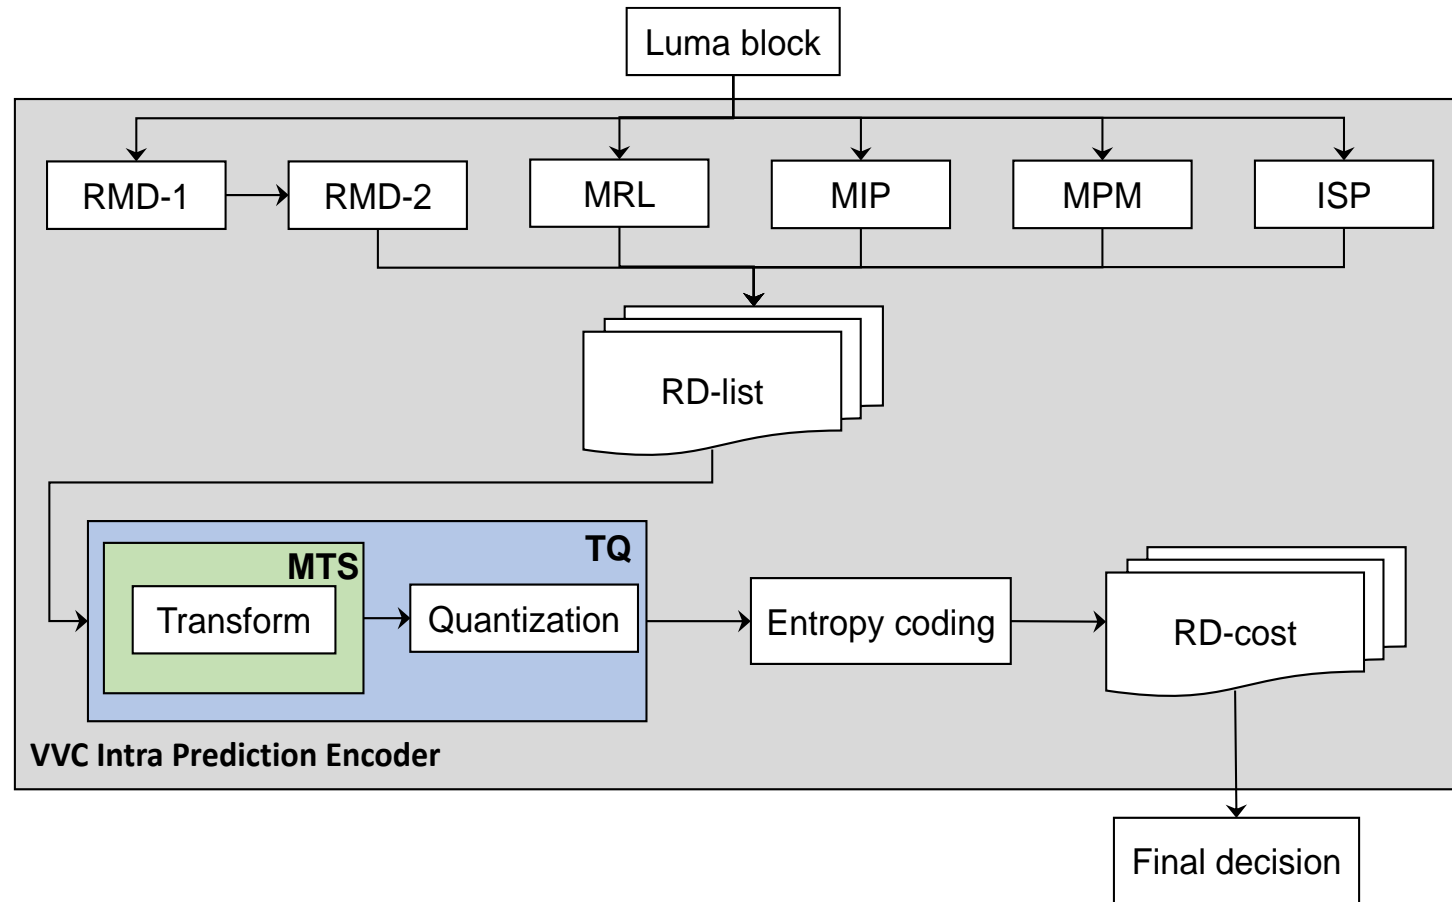 Luma block
RMD-1
RMD-2
MRL
MIP
MPM
ISP
RD-list
MTS
TQ
Transform
Quantization
Entropy coding
RD-cost
VVC Intra Prediction Encoder
Final decision